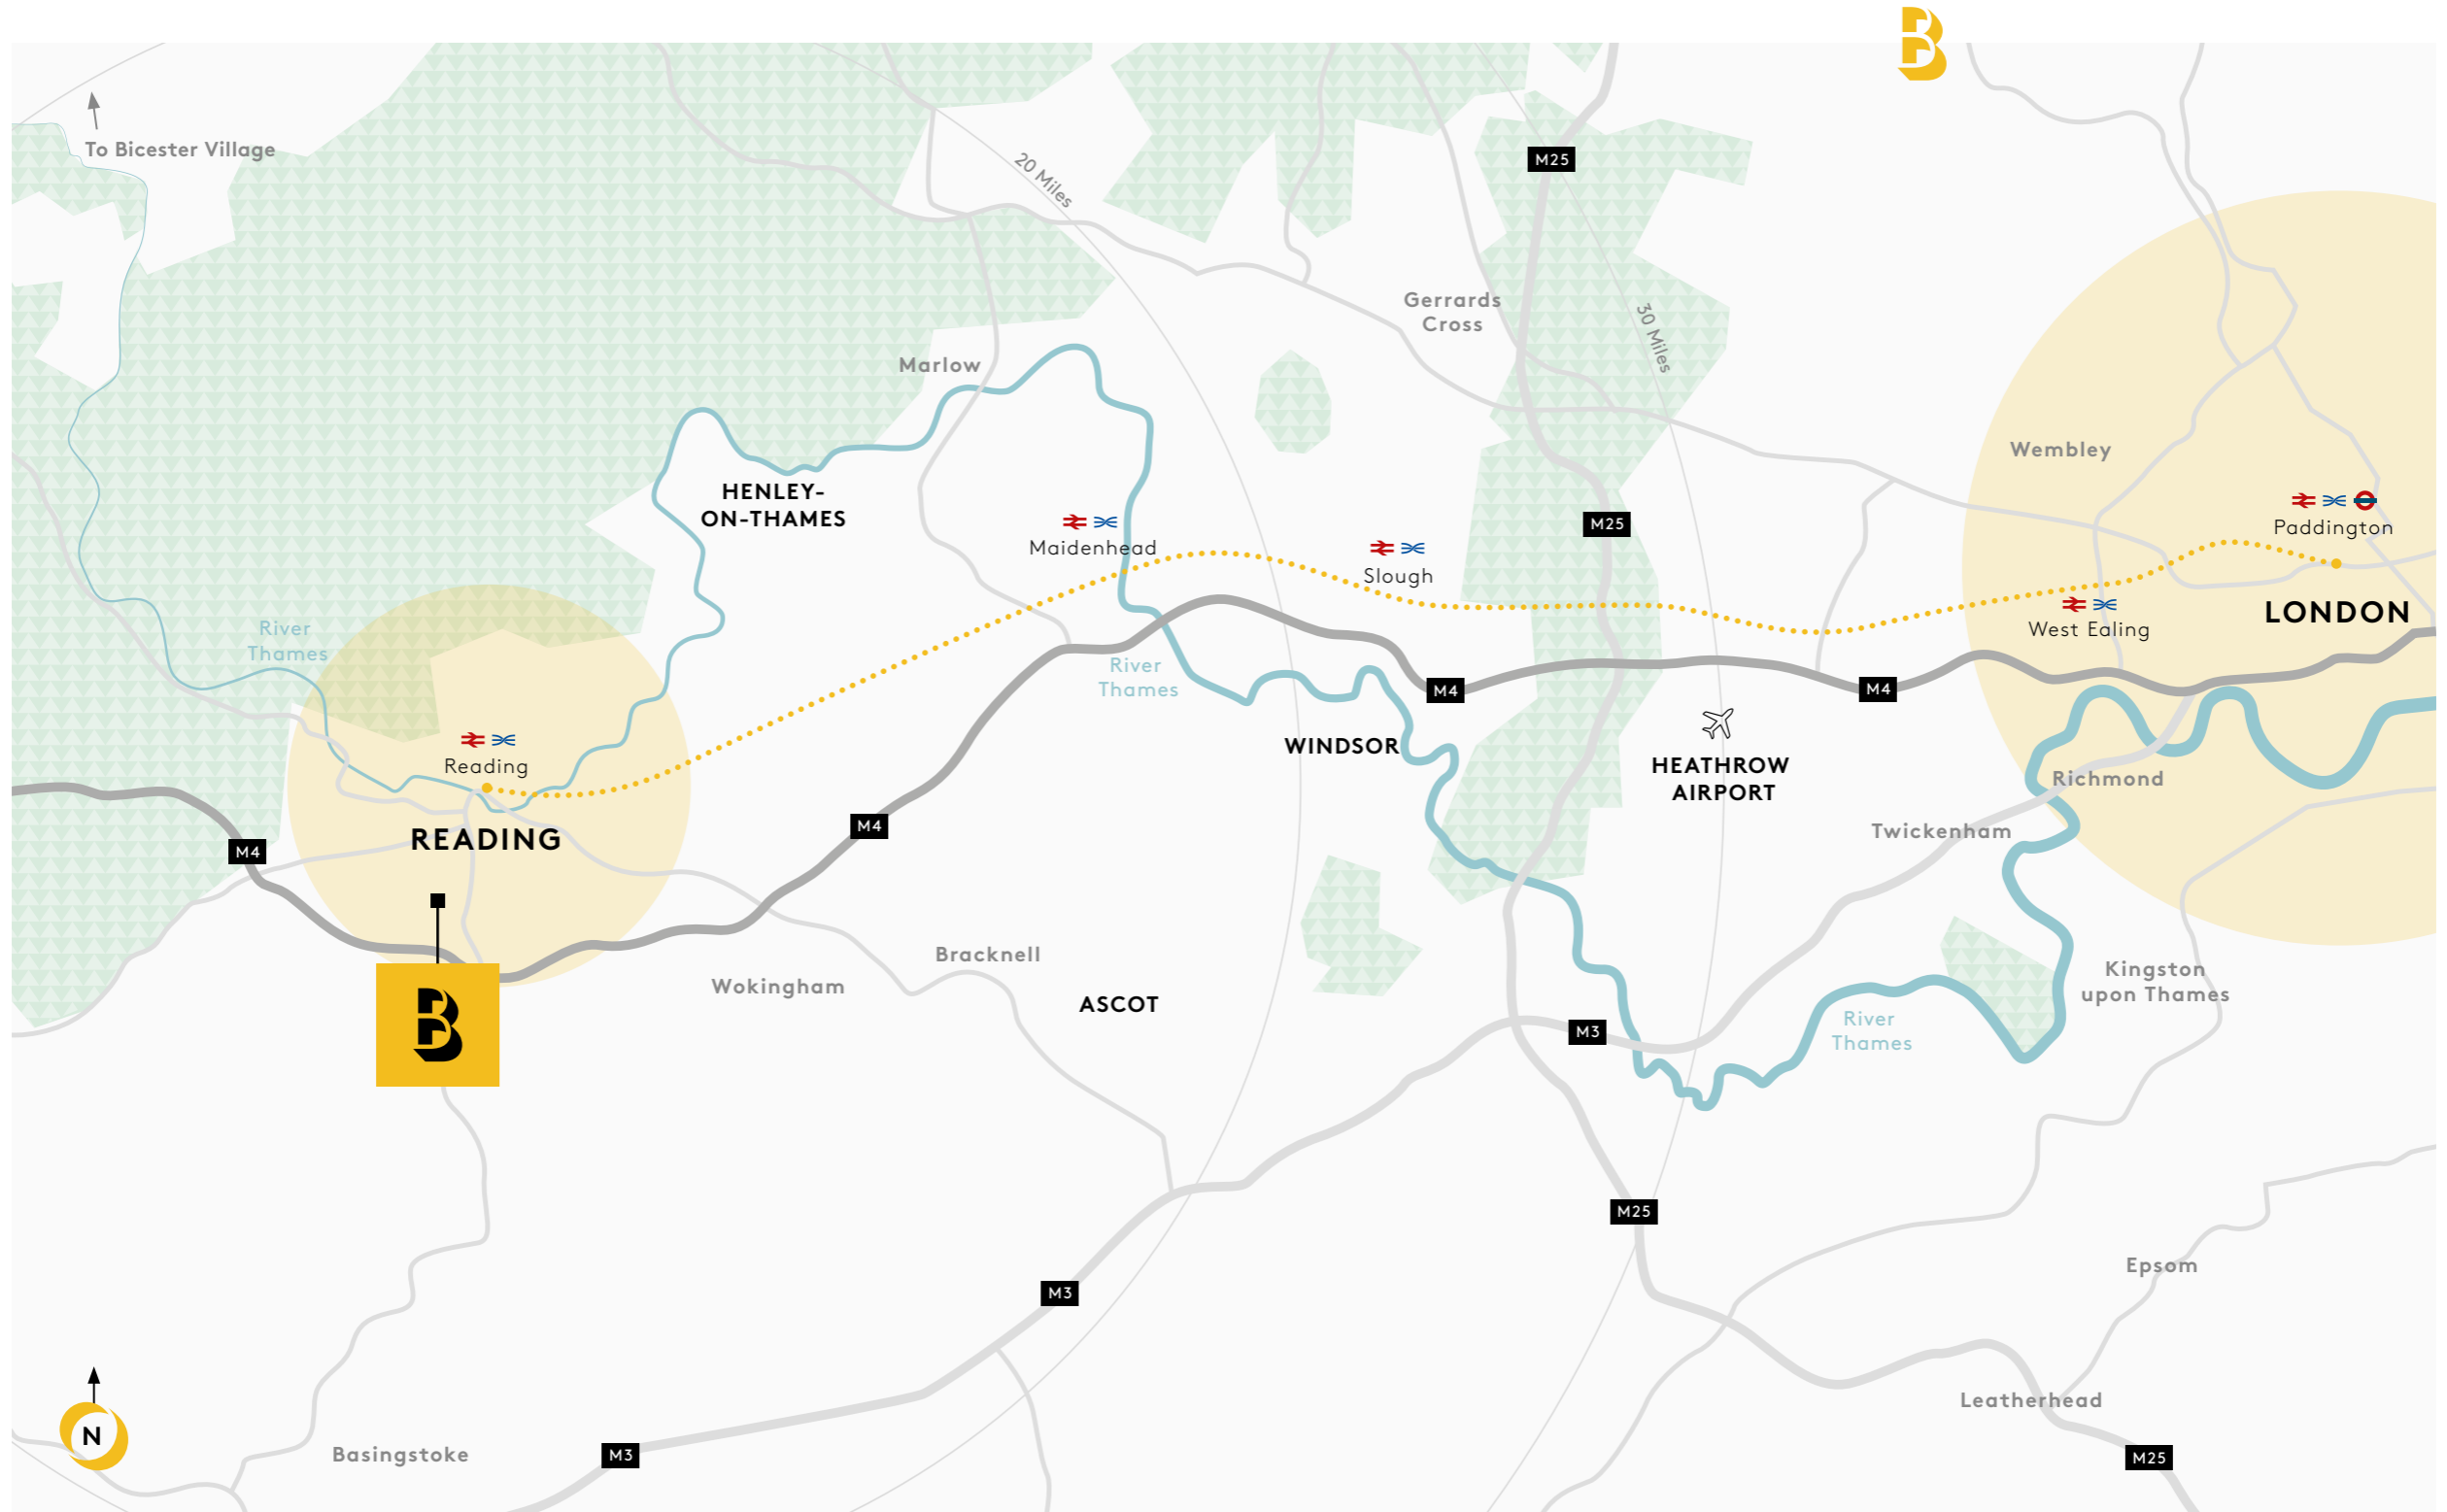 B
To Bicester Village
20 Miles
M25
Gerrards
Cross
30 Miles
Marlow
Wembley
HENLEY-
ON-THAMES
Maidenhead
Slough
M25
Paddington
West Ealing
LONDON
River
Thames
River
Thames
M4
M4
WINDSOR
HEATHROW
AIRPORT
Richmond
Twickenham
Reading
READING
M4
M4
Bracknell
Wokingham
ASCOT
Kingston
upon Thames
River
Thames
M3
B
M25
Epsom
M3
Leatherhead
N
Basingstoke
M3
M25